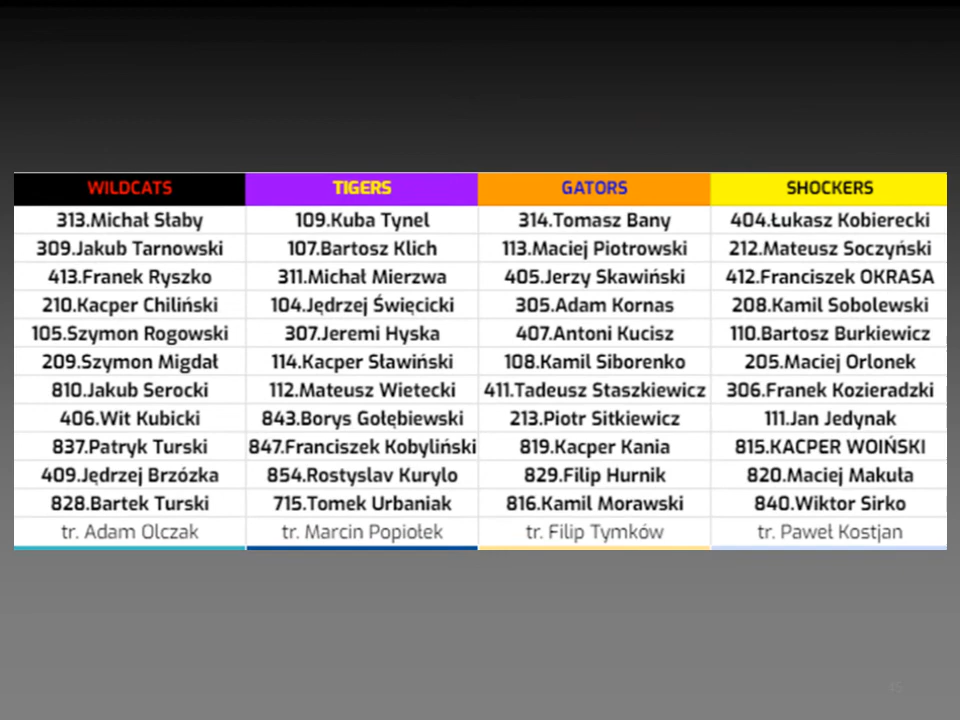 WILDCATS TIGERS GATORS SHOCKERS
313.Michał Słaby 109.Kuba Tynel 314.Tomasz Bany 404.Łukasz Kobierecki
309.Jakub Tarnowski 107.Bartosz Klich 113.Maciej Piotrowski 212.Mateusz Soczyński
413.Franek Ryszko 311.Michał Mierzwa 405.Jerzy Skawiński 412.Franciszek OKRASA
210.Kacper Chiliński 104.Jędrzej Święcicki 305.Adam Kornas 208.Kamil Sobolewski
105.Szymon Rogowski 307.Jeremi Hyska 407.Antoni Kucisz 110.Bartosz Burkiewicz
209.Szymon Migdał 114.Kacper Sławiński 108.Kamil Siborenko 205.Maciej Orlonek
810.Jakub Serocki 112.Mateusz Wietecki 411.Tadeusz Staszkiewicz 306.Franek Kozieradzki
406.Wit Kubicki 843.Borys Gołębiewski 213.Piotr Sitkiewicz 111.Jan Jedynak
837.Patryk Turski 847.Franciszek Kobyliński 819.Kacper Kania 815.KACPER WOIŃSKI
409.Jędrzej Brzózka 854.Rostyslav Kurylo 829.Filip Hurnik 820.Maciej Makuła
828.Bartek Turski 715.Tomek Urbaniak 816.Kamil Morawski 840.Wiktor Sirko
tr. Adam Olczak tr. Marcin Popiołek tr. Filip Tymków tr. Paweł Kostjan
45